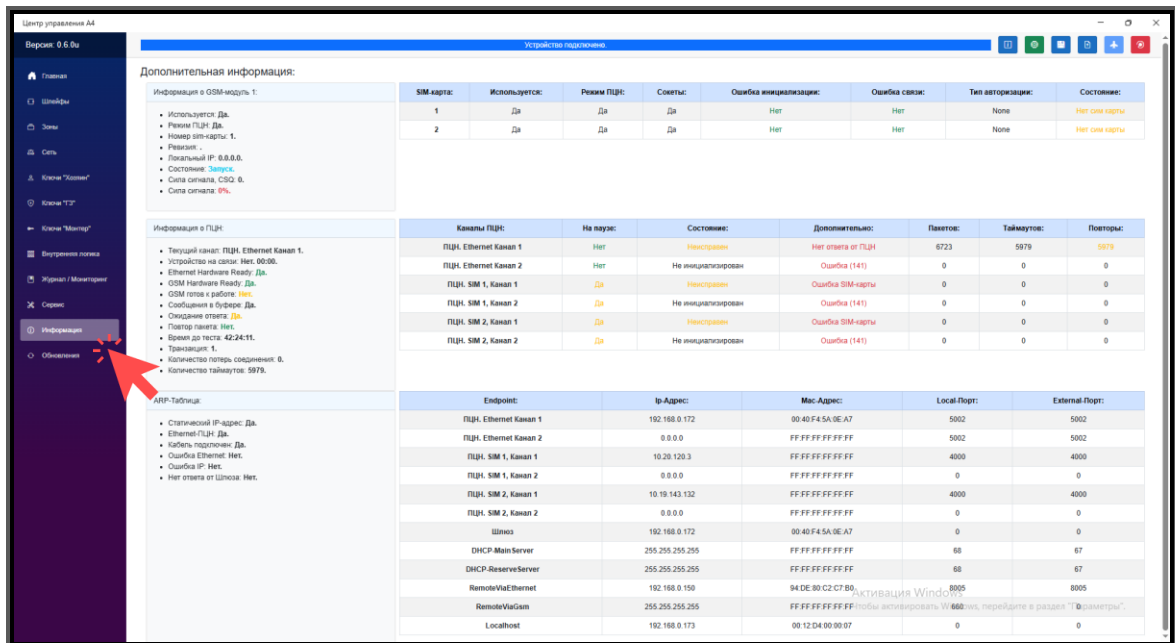 Центр управления А4
Версия: 0.6.0u
Устройство подключено.
Главная
Шлейфы
Зоны
Сеть
Ключи "Хозяин"
Ключи "ГЗ"
Ключи "Монтер"
Внутренняя логика
Журнал / Мониторинг
Сервис
Информация
Обновления
Дополнительная информация:
Информация о GSM-модуль 1:
Используется: Да.
Режим ПЦН: Да.
Номер sim-карты: 1.
Ревизия: .
Локальный IP: 0.0.0.0.
Состояние: Запуск.
Сила сигнала, CSQ: 0.
Сила сигнала: 0%.
SIM-карта: Используется: Режим ПЦН: Сокеты: Ошибка инициализации: Ошибка связи: Тип авторизации: Состояние:
1 Да Да Да Нет Нет None Нет сим карты
2 Да Да Да Нет Нет None Нет сим карты
Информация о ПЦН:
Текущий канал: ПЦН. Ethernet Канал 1.
Устройство на связи: Нет. 00:00.
Ethernet Hardware Ready: Да.
GSM Hardware Ready: Да.
GSM готов к работе: Нет.
Сообщения в буфере: Да.
Ожидание ответа: Да.
Повтор пакета: Нет.
Время до теста: 42:24:11.
Транзакция: 1.
Количество потерь соединения: 0.
Количество таймаутов: 5979.
Каналы ПЦН: На паузе: Состояние: Дополнительно: Пакетов: Таймаутов: Повторы:
ПЦН. Ethernet Канал 1 Нет Неисправен Нет ответа от ПЦН 6723 5979 5979
ПЦН. Ethernet Канал 2 Нет Не инициализирован Ошибка (141) 0 0 0
ПЦН. SIM 1, Канал 1 Да Неисправен Ошибка SIM-карты 0 0 0
ПЦН. SIM 1, Канал 2 Да Не инициализирован Ошибка (141) 0 0 0
ПЦН. SIM 2, Канал 1 Да Неисправен Ошибка SIM-карты 0 0 0
ПЦН. SIM 2, Канал 2 Да Не инициализирован Ошибка (141) 0 0 0
ARP-Таблица:
Статический IP-адрес: Да.
Ethernet-ПЦН: Да.
Кабель подключен: Да.
Ошибка Ethernet: Нет.
Ошибка IP: Нет.
Нет ответа от Шлюза: Нет.
Endpoint: Ip-Адрес: Mac-Адрес: Local-Порт: External-Порт:
ПЦН. Ethernet Канал 1 192.168.0.172 00:40:F4:5A:0E:A7 5002 5002
ПЦН. Ethernet Канал 2 0.0.0.0 FF:FF:FF:FF:FF:FF 5002 5002
ПЦН. SIM 1, Канал 1 10.20.120.3 FF:FF:FF:FF:FF:FF 4000 4000
ПЦН. SIM 1, Канал 2 0.0.0.0 FF:FF:FF:FF:FF:FF 0 0
ПЦН. SIM 2, Канал 1 10.19.143.132 FF:FF:FF:FF:FF:FF 4000 4000
ПЦН. SIM 2, Канал 2 0.0.0.0 FF:FF:FF:FF:FF:FF 0 0
Шлюз 192.168.0.172 00:40:F4:5A:0E:A7 0 0
DHCP-MainServer 255.255.255.255 FF:FF:FF:FF:FF:FF 68 67
DHCP-ReserveServer 255.255.255.255 FF:FF:FF:FF:FF:FF 68 67
RemoteViaEthernet 192.168.0.150 94:DE:80:C2:C7:B0 8005 8005
RemoteViaGsm 255.255.255.255 FF:FF:FF:FF:FF:FF 660 0
Localhost 192.168.0.173 00:12:D4:00:00:07 0 0
Активация Windows
Чтобы активировать Windows, перейдите в раздел "Параметры".